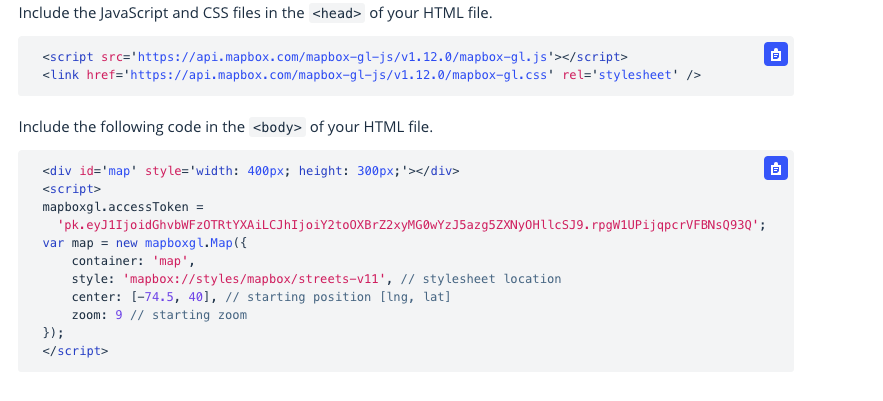 Include the JavaScript and CSS files in the <head> of your HTML file.
<script src='https://api.mapbox.com/mapbox-gl-js/v1.12.0/mapbox-gl.js'></script>
<link href='https://api.mapbox.com/mapbox-gl-js/v1.12.0/mapbox-gl.css' rel='stylesheet' />
Include the following code in the <body> of your HTML file.
<div id='map' style='width: 400px; height: 300px;'></div>
<script>
mapboxgl.accessToken =
'pk.eyJ1IjoidGhvbWFzOTRtYXAiLCJhIjoiY2toOXBrZ2xyMG0wYzJ5azg5ZXNyOHllcSJ9.rpgW1UPijqpcrVFBNsQ93Q';
var map = new mapboxgl.Map({
container: 'map',
style: 'mapbox://styles/mapbox/streets-v11', // stylesheet location
center: [-74.5, 40], // starting position [lng, lat]
zoom: 9 // starting zoom
});
</script>